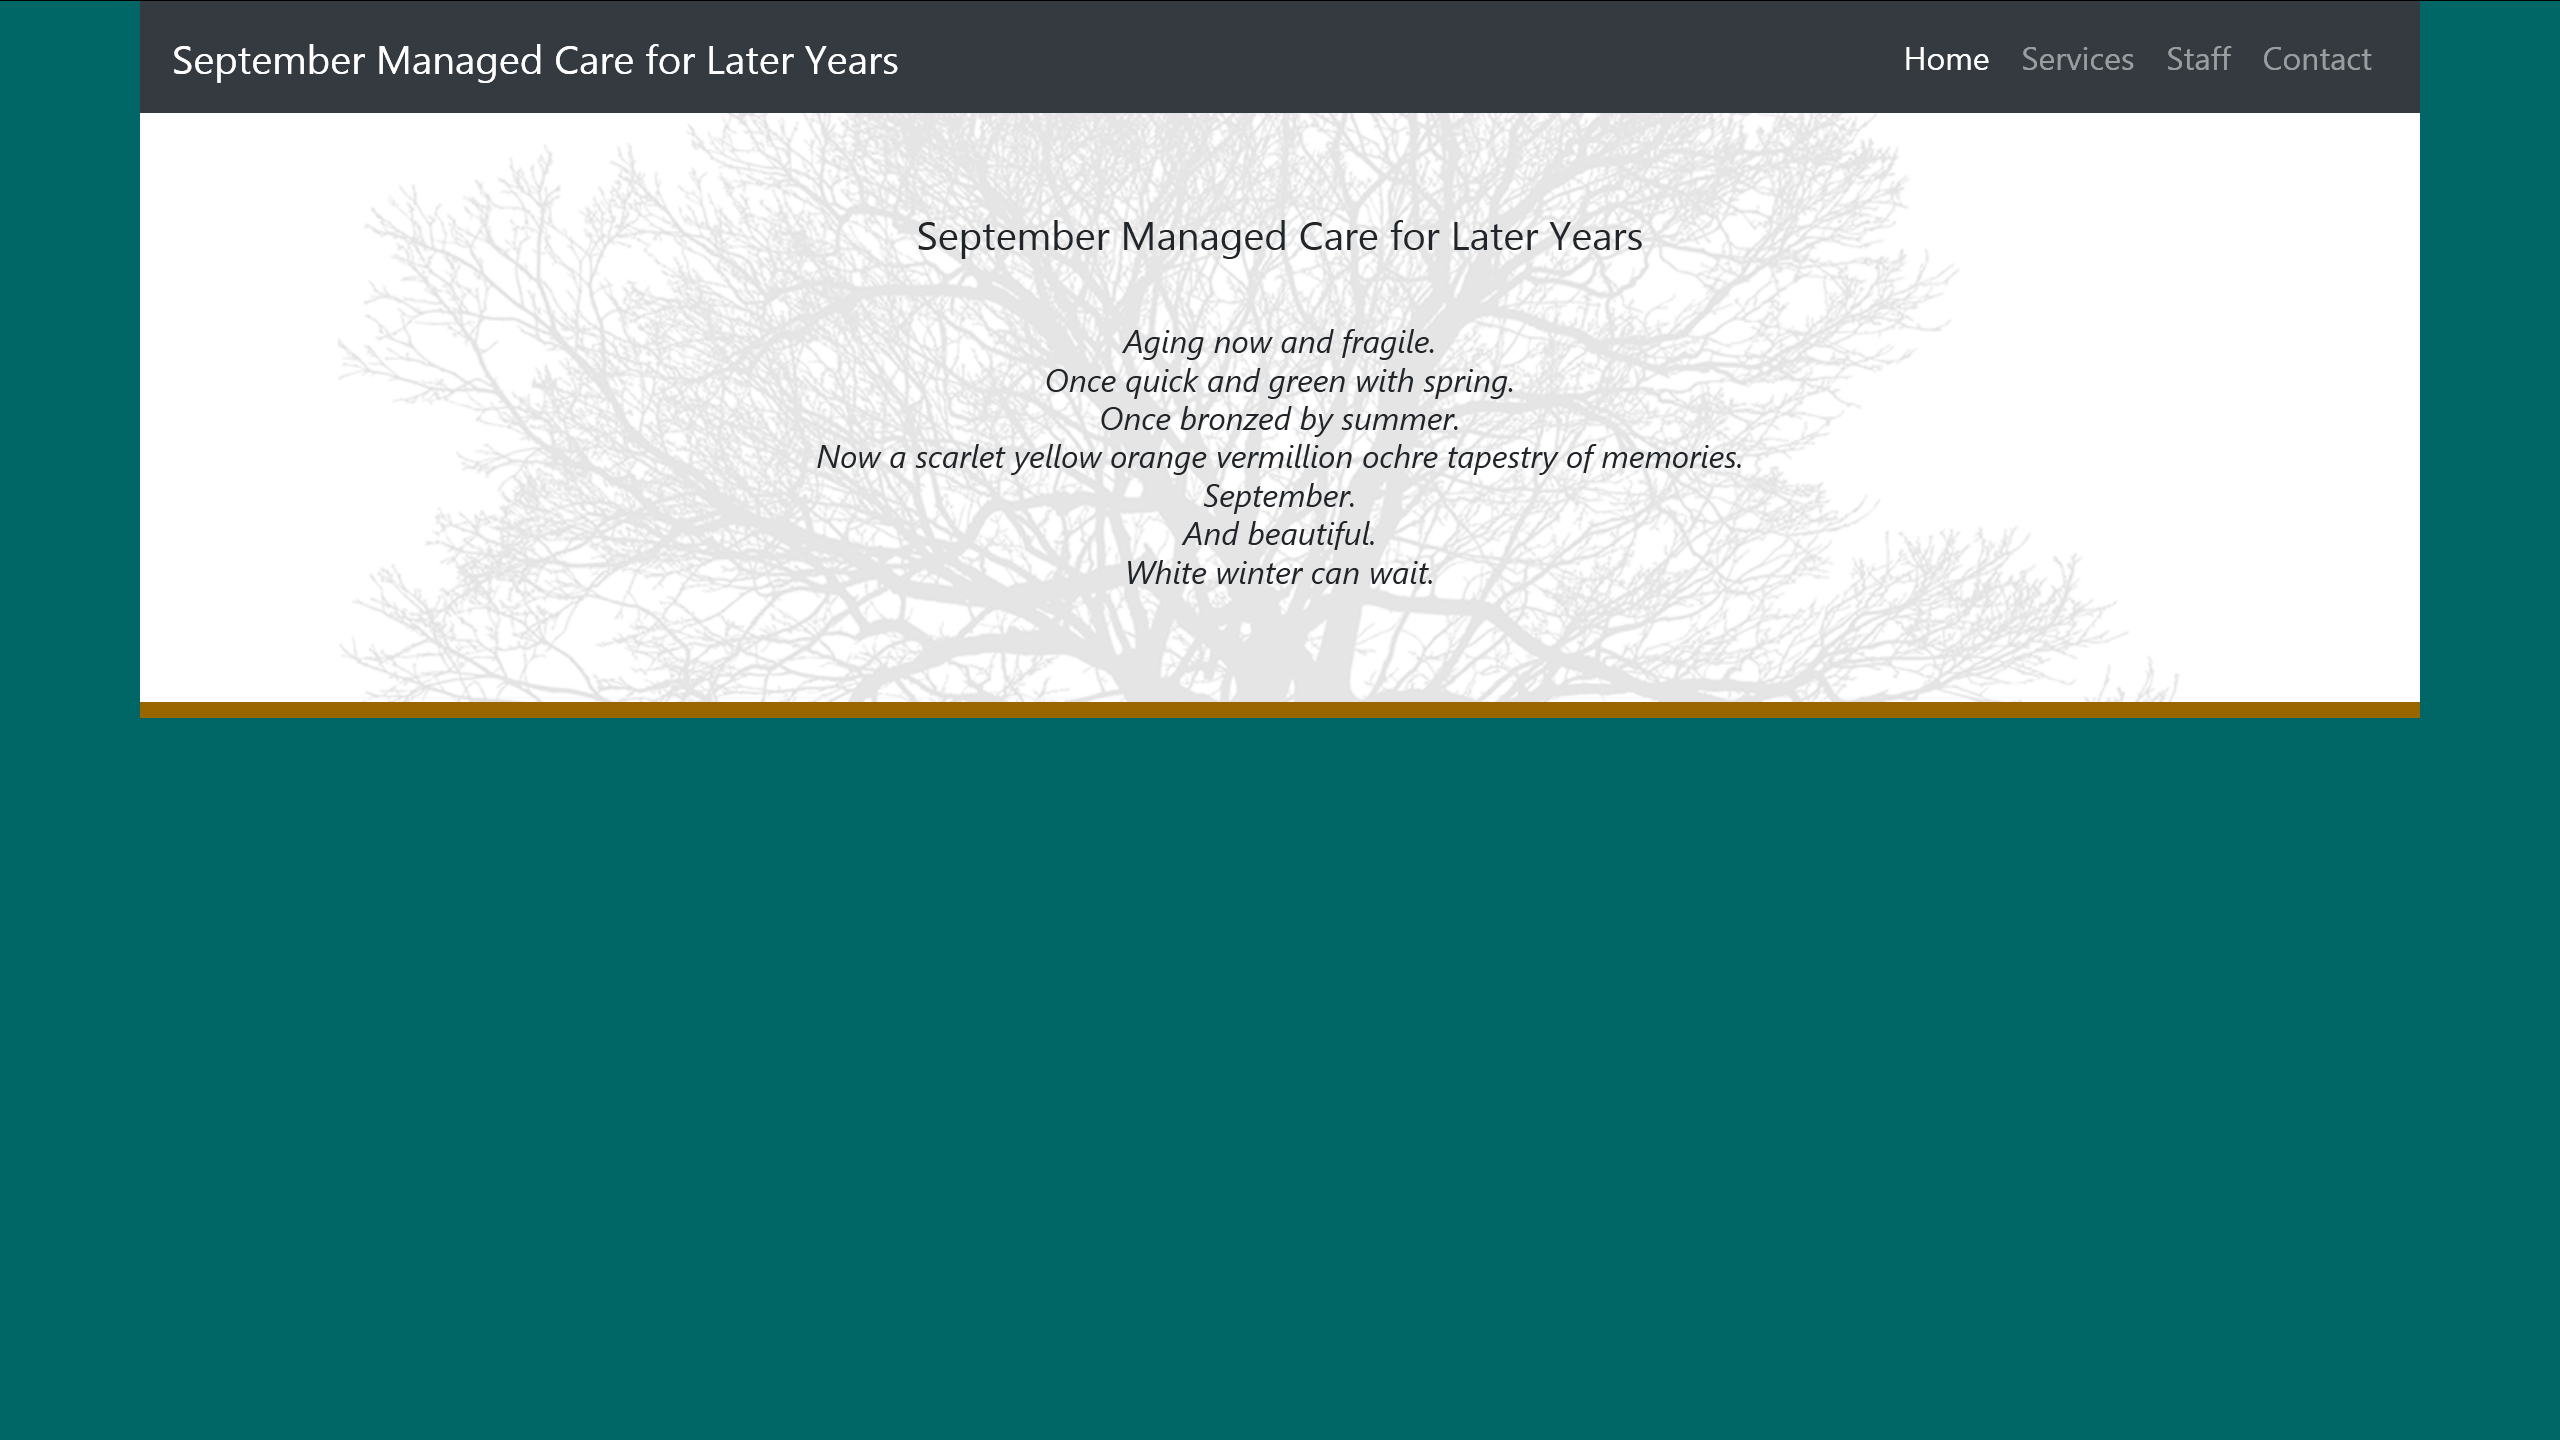 September Managed Care for Later Years
Home Services Staff Contact
September Managed Care for Later Years
Aging now and fragile.
Once quick and green with spring.
Once bronzed by summer.
Now a scarlet yellow orange vermillion ochre tapestry of memories.
September.
And beautiful.
White winter can wait.